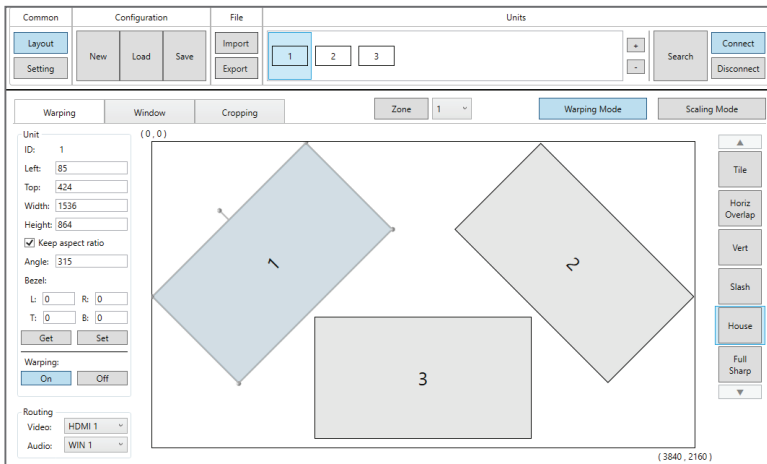 Common Configuration File Units
Layout New Load Save Import 1 2 3 + Search Connect
Setting Export - Disconnect
Warping Window Cropping Zone 1 Warping Mode Scaling Mode
Unit
(0,0)
ID: 1
Left: 85
Top: 424
Width: 1536
Height: 864
Keep aspect ratio
Angle: 315
Bezel:
L: 0 R: 0
T: 0 B: 0
Get Set
Warping:
On Off
Routing
Video: HDMI 1
Audio: WIN 1
1
2
3
(3840, 2160)
Tile
Horiz
Overlap
Vert
Slash
House
Full
Sharp